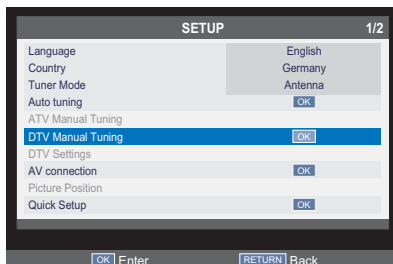 SETUP 1/2
Language English
Country Germany
Tuner Mode Antenna
Auto tuning OK
ATV Manual Tuning
DTV Manual Tuning OK
DTV Settings
AV connection OK
Picture Position
Quick Setup OK
OK Enter RETURN Back